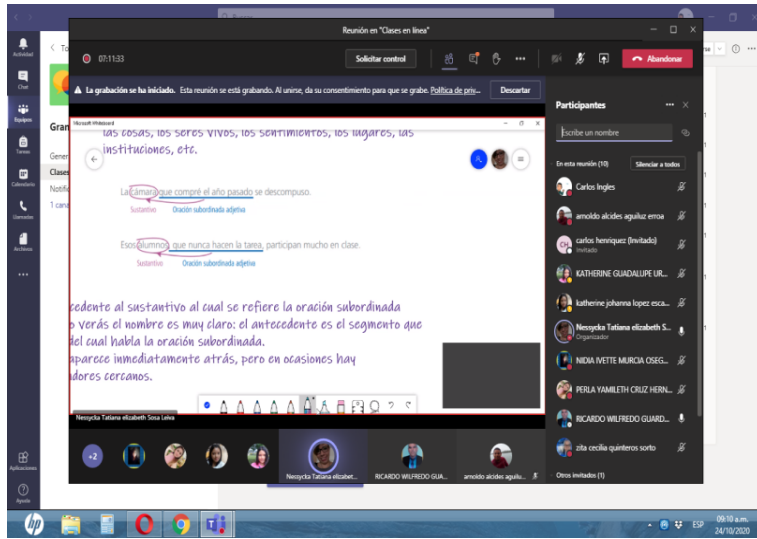 Reunión en "Clases en línea"
07:11:33
Solicitar control
Abandonar
La grabación se ha iniciado. Esta reunión se está grabando. Al unirse, da su consentimiento para que se grabe. Política de priv...
Descartar
Actividad
Chat
Equipos
Tareas
Calendario
Llamadas
Archivos
Aplicaciones
Ayuda
Gran
Gener
Clases
Notific
1 cana
Microsoft Whiteboard
las cosas, los seres vivos, los sentimientos, los lugares, las
instituciones, etc.
La cámara que compré el año pasado se descompuso.
Sustantivo Oración subordinada adjetiva
Esos alumnos, que nunca hacen la tarea, participan mucho en clase.
Sustantivo Oración subordinada adjetiva
cedente al sustantivo al cual se refiere la oración subordinada
o verás el nombre es muy claro: el antecedente es el segmento que
del cual habla la oración subordinada.
aparece inmediatamente atrás, pero en ocasiones hay
adores cercanos.
Nessycka Tatiana elizabeth Sosa Leiva
+2
Nessycka Tatiana elizabet...
RICARDO WILFREDO GUA...
arnoldo alcides aguilu...
Participantes
Escribe un nombre
En esta reunión (10)
Silenciar a todos
Carlos Ingles
arnoldo alcides aguiluz erroa
CH
carlos henriquez (Invitado)
Invitado
KATHERINE GUADALUPE UR...
katherine johanna lopez esca...
Nessycka Tatiana elizabeth S...
Organizador
NIDIA IVETTE MURCIA OSEG...
PERLA YAMILETH CRUZ HERN...
RICARDO WILFREDO GUARD...
zita cecilia quinteros sorto
Otros invitados (1)
hp
ESP
09:10 a.m.
24/10/2020